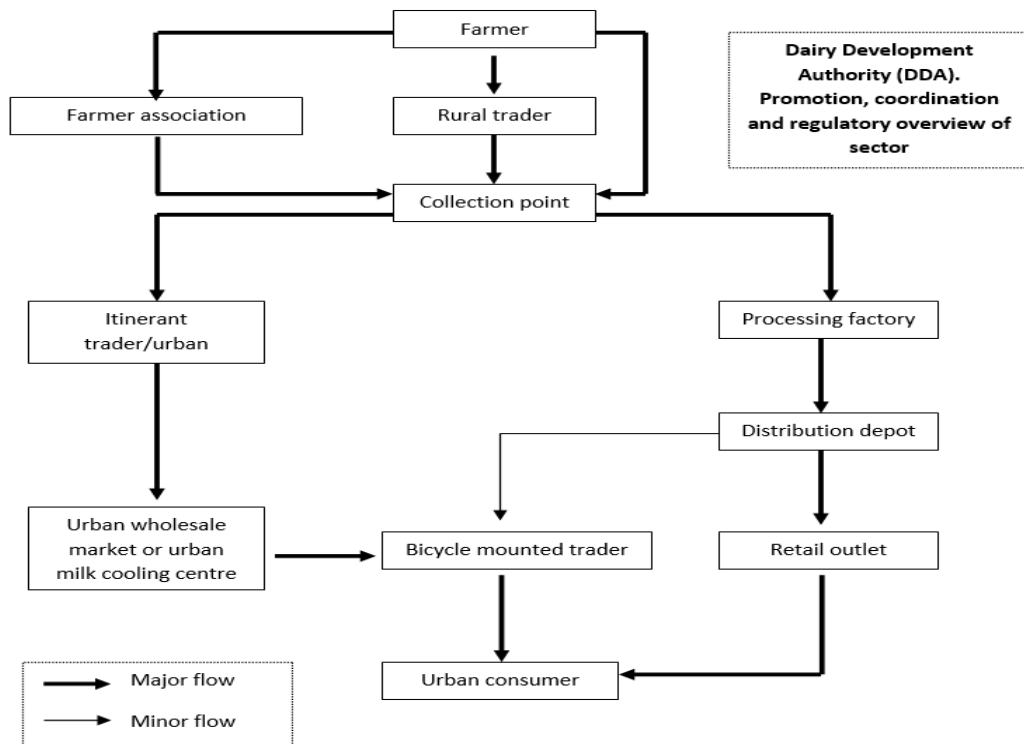 Farmer
Dairy Development
Authority (DDA).
Promotion, coordination
and regulatory overview of
sector
Farmer association
Rural trader
Collection point
Itinerant
trader/urban
Processing factory
Distribution depot
Urban wholesale
market or urban
milk cooling centre
Bicycle mounted trader
Retail outlet
Urban consumer
Major flow
Minor flow